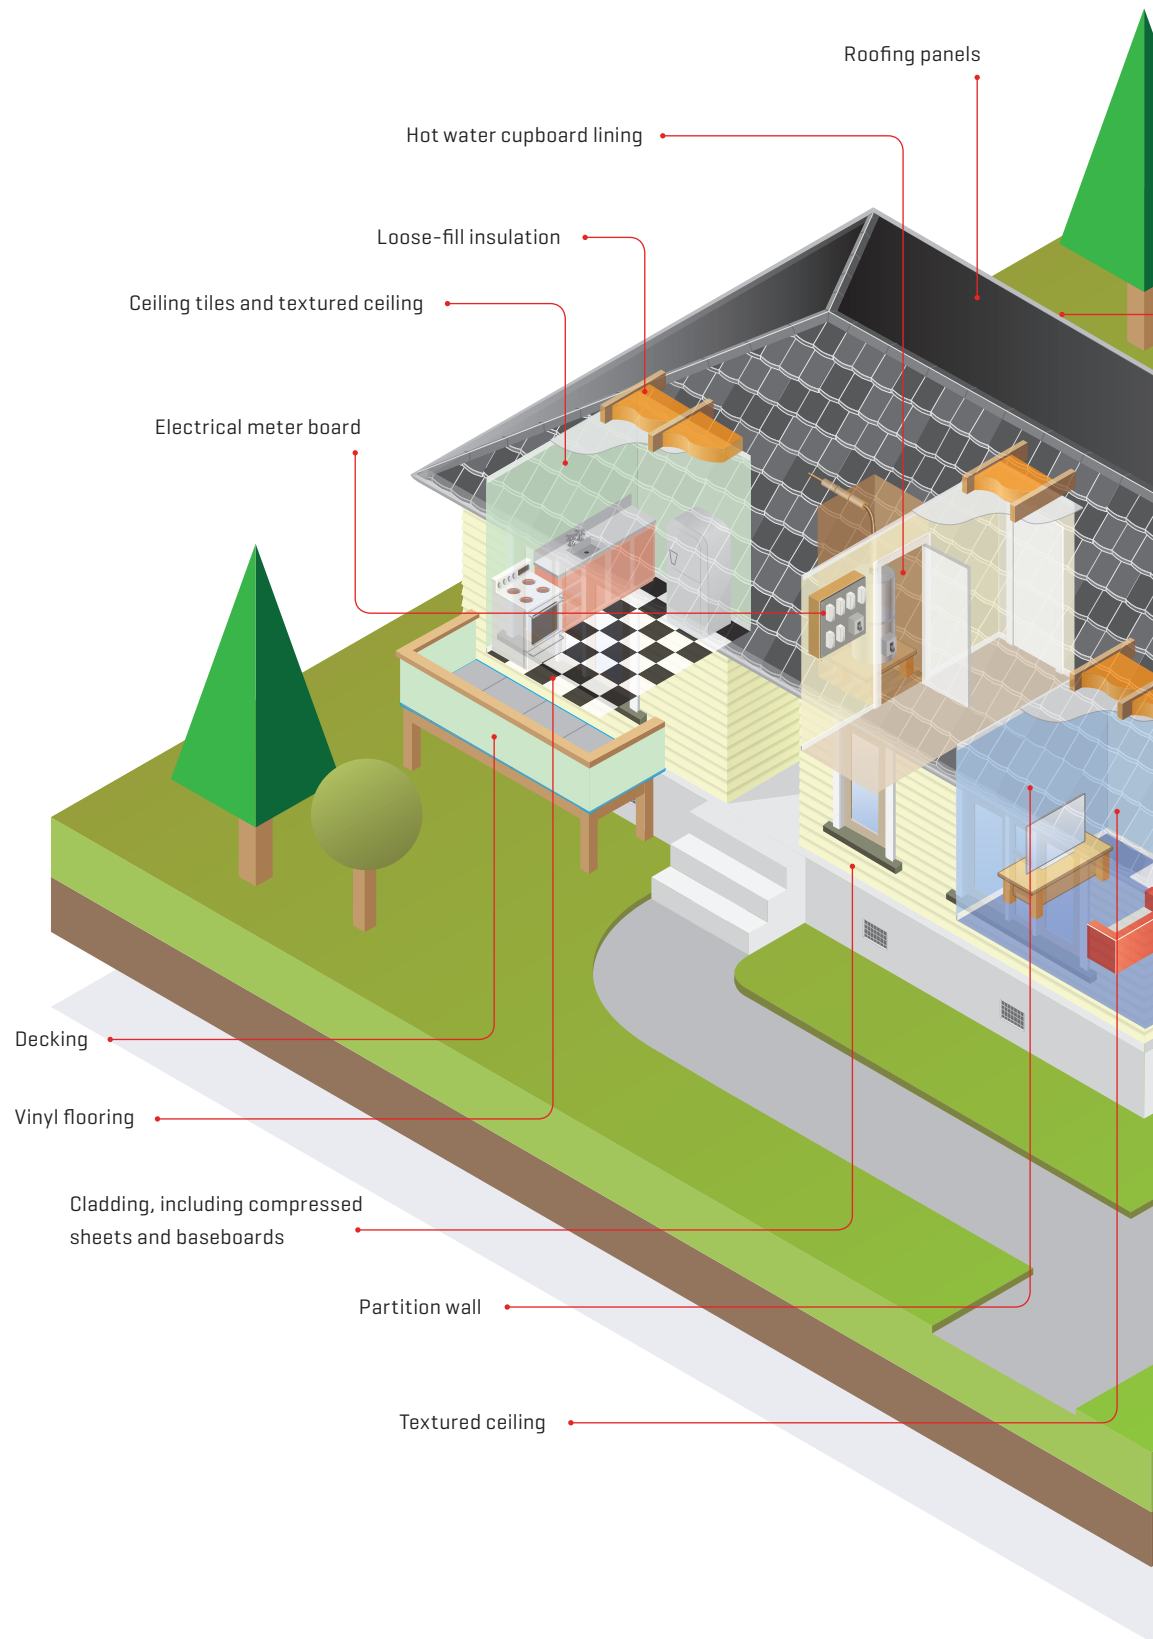 Roofing panels
Hot water cupboard lining
Loose-fill insulation
Ceiling tiles and textured ceiling
Electrical meter board
Decking
Vinyl flooring
Cladding, including compressed
sheets and baseboards
Partition wall
Textured ceiling